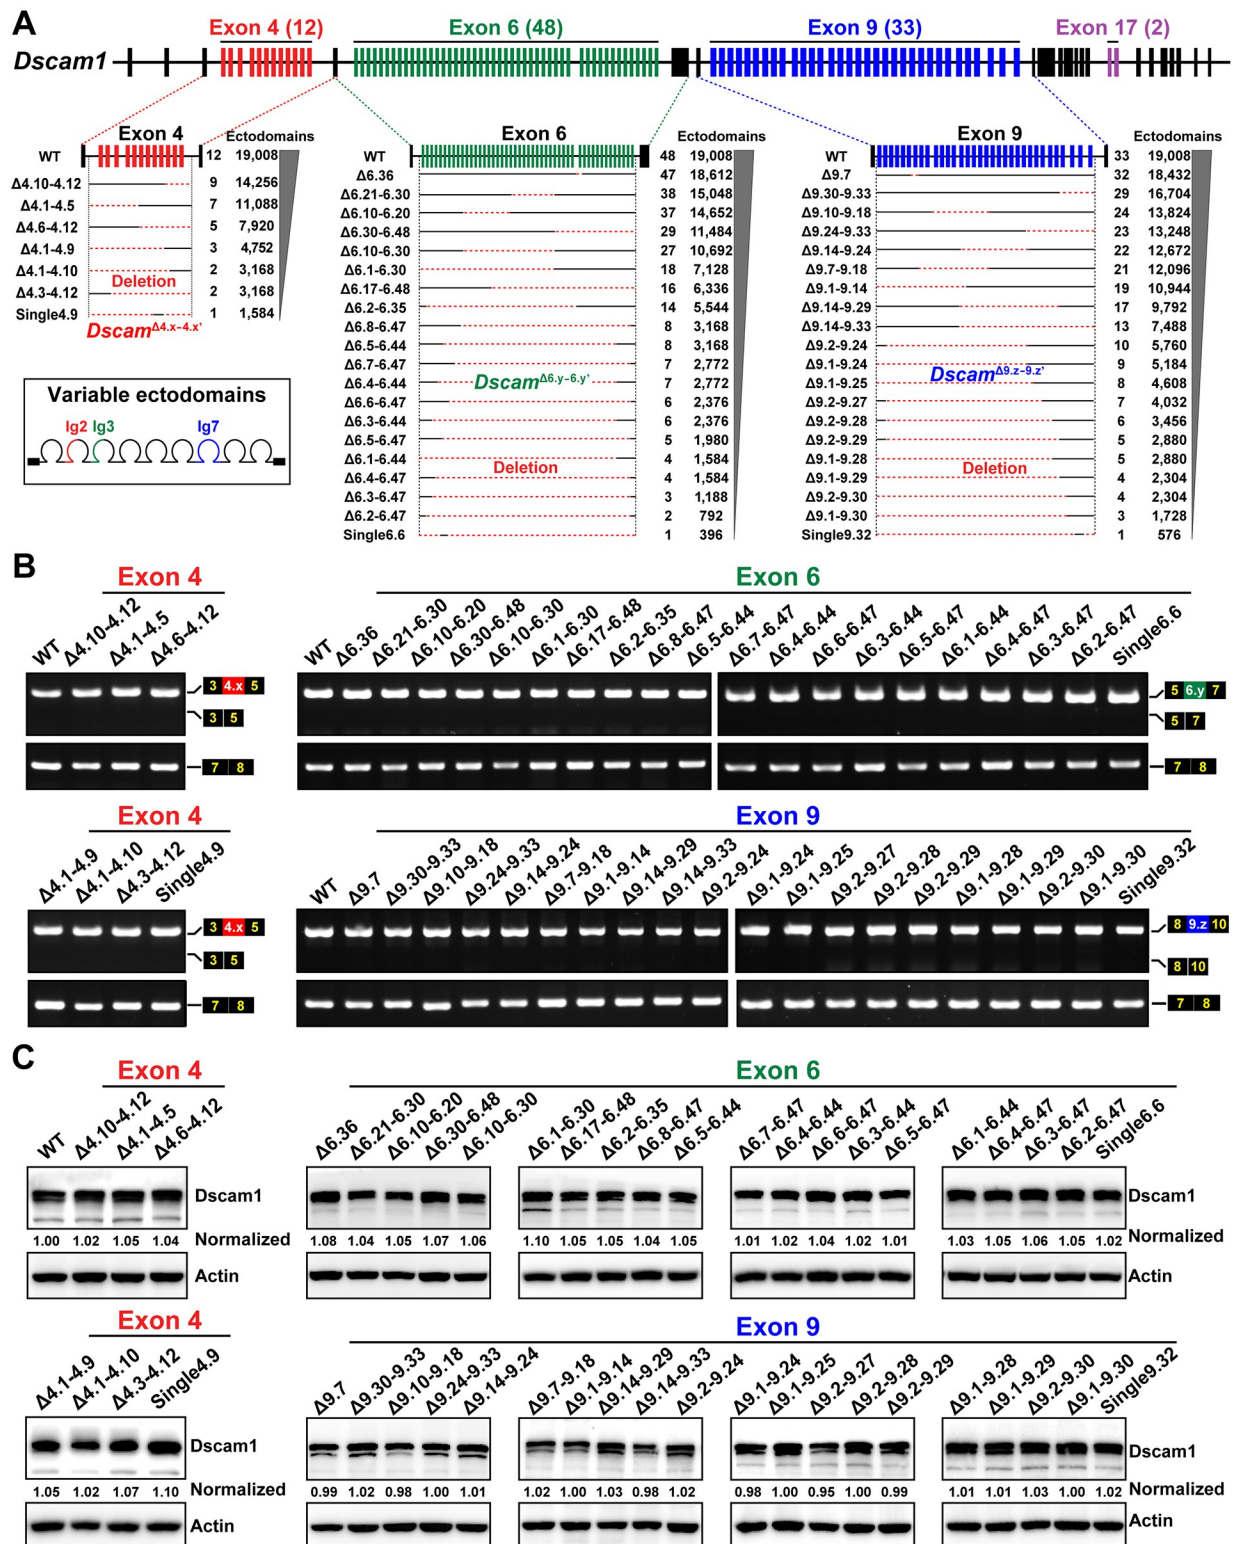 A
Exon 4 (12) Exon 6 (48) Exon 9 (33) Exon 17 (2)
Dscam1
Exon 4 Ectodomains
WT 12 19,008
Δ4.10-4.12 9 14,256
Δ4.1-4.5 7 11,088
Δ4.6-4.12 5 7,920
Δ4.1-4.9 3 4,752
Δ4.1-4.10 2 3,168
Deletion
Δ4.3-4.12 2 3,168
Single4.9 1 1,584
DscamΔ4.x-4.x'
Variable ectodomains
Ig2 Ig3 Ig7
Exon 6 Ectodomains
WT 48 19,008
Δ6.36 47 18,612
Δ6.21-6.30 38 15,048
Δ6.10-6.20 37 14,652
Δ6.30-6.48 29 11,484
Δ6.10-6.30 27 10,692
Δ6.1-6.30 18 7,128
Δ6.17-6.48 16 6,336
Δ6.2-6.35 14 5,544
Δ6.8-6.47 8 3,168
Δ6.5-6.44 8 3,168
Δ6.7-6.47 7 2,772
Δ6.4-6.44 DscamΔ6.y-6.y' 7 2,772
Δ6.6-6.47 6 2,376
Δ6.3-6.44 6 2,376
Δ6.5-6.47 5 1,980
Δ6.1-6.44 4 1,584
Deletion
Δ6.4-6.47 4 1,584
Δ6.3-6.47 3 1,188
Δ6.2-6.47 2 792
Single6.6 1 396
Exon 9 Ectodomains
WT 33 19,008
Δ9.7 32 18,432
Δ9.30-9.33 29 16,704
Δ9.10-9.18 24 13,824
Δ9.24-9.33 23 13,248
Δ9.14-9.24 22 12,672
Δ9.7-9.18 21 12,096
Δ9.1-9.14 19 10,944
Δ9.14-9.29 17 9,792
Δ9.14-9.33 13 7,488
Δ9.2-9.24 10 5,760
Δ9.1-9.24 9 5,184
DscamΔ9.z-9.z'
Δ9.1-9.25 8 4,608
Δ9.2-9.27 7 4,032
Δ9.2-9.28 6 3,456
Δ9.2-9.29 5 2,880
Δ9.1-9.28 5 2,880
Deletion
Δ9.1-9.29 4 2,304
Δ9.2-9.30 4 2,304
Δ9.1-9.30 3 1,728
Single9.32 1 576
B
Exon 4 Exon 6
WT Δ4.10-4.12 Δ4.1-4.5 Δ4.6-4.12
WT Δ6.36 Δ6.21-6.30 Δ6.10-6.20 Δ6.30-6.48 Δ6.10-6.30 Δ6.1-6.30 Δ6.17-6.48 Δ6.2-6.35 Δ6.8-6.47 Δ6.5-6.44 Δ6.7-6.47 Δ6.4-6.44 Δ6.6-6.47 Δ6.3-6.44 Δ6.5-6.47 Δ6.1-6.44 Δ6.4-6.47 Δ6.3-6.47 Δ6.2-6.47 Single6.6
3 4.x 5 5 6.y 7
3 5 5 7
7 8 7 8
Exon 4 Exon 9
Δ4.1-4.9 Δ4.1-4.10 Δ4.3-4.12 Single4.9
WT Δ9.7 Δ9.30-9.33 Δ9.10-9.18 Δ9.24-9.33 Δ9.14-9.24 Δ9.7-9.18 Δ9.1-9.14 Δ9.14-9.29 Δ9.14-9.33 Δ9.2-9.24 Δ9.1-9.24 Δ9.1-9.25 Δ9.2-9.27 Δ9.2-9.28 Δ9.2-9.29 Δ9.1-9.28 Δ9.1-9.29 Δ9.2-9.30 Δ9.1-9.30 Single9.32
3 4.x 5 8 9.z 10
3 5 8 10
7 8 7 8
C
Exon 4 Exon 6
WT Δ4.10-4.12 Δ4.1-4.5 Δ4.6-4.12
Δ6.36 Δ6.21-6.30 Δ6.10-6.20 Δ6.30-6.48 Δ6.10-6.30 Δ6.1-6.30 Δ6.17-6.48 Δ6.2-6.35 Δ6.8-6.47 Δ6.5-6.44 Δ6.7-6.47 Δ6.4-6.44 Δ6.6-6.47 Δ6.3-6.44 Δ6.5-6.47 Δ6.1-6.44 Δ6.4-6.47 Δ6.3-6.47 Δ6.2-6.47 Single6.6
Dscam1 Dscam1
1.00 1.02 1.05 1.04 Normalized 1.08 1.04 1.05 1.07 1.06 1.10 1.05 1.05 1.04 1.05 1.01 1.02 1.04 1.02 1.01 1.03 1.05 1.06 1.05 1.02 Normalized
Actin Actin
Exon 4 Exon 9
Δ4.1-4.9 Δ4.1-4.10 Δ4.3-4.12 Single4.9
Δ9.7 Δ9.30-9.33 Δ9.10-9.18 Δ9.24-9.33 Δ9.14-9.24 Δ9.7-9.18 Δ9.1-9.14 Δ9.14-9.29 Δ9.14-9.33 Δ9.2-9.24 Δ9.1-9.24 Δ9.1-9.25 Δ9.2-9.27 Δ9.2-9.28 Δ9.2-9.29 Δ9.1-9.28 Δ9.1-9.29 Δ9.2-9.30 Δ9.1-9.30 Single9.32
Dscam1 Dscam1
1.05 1.02 1.07 1.10 Normalized 0.99 1.02 0.98 1.00 1.01 1.02 1.00 1.03 0.98 1.02 0.98 1.00 0.95 1.00 0.99 1.01 1.01 1.03 1.00 1.02 Normalized
Actin Actin